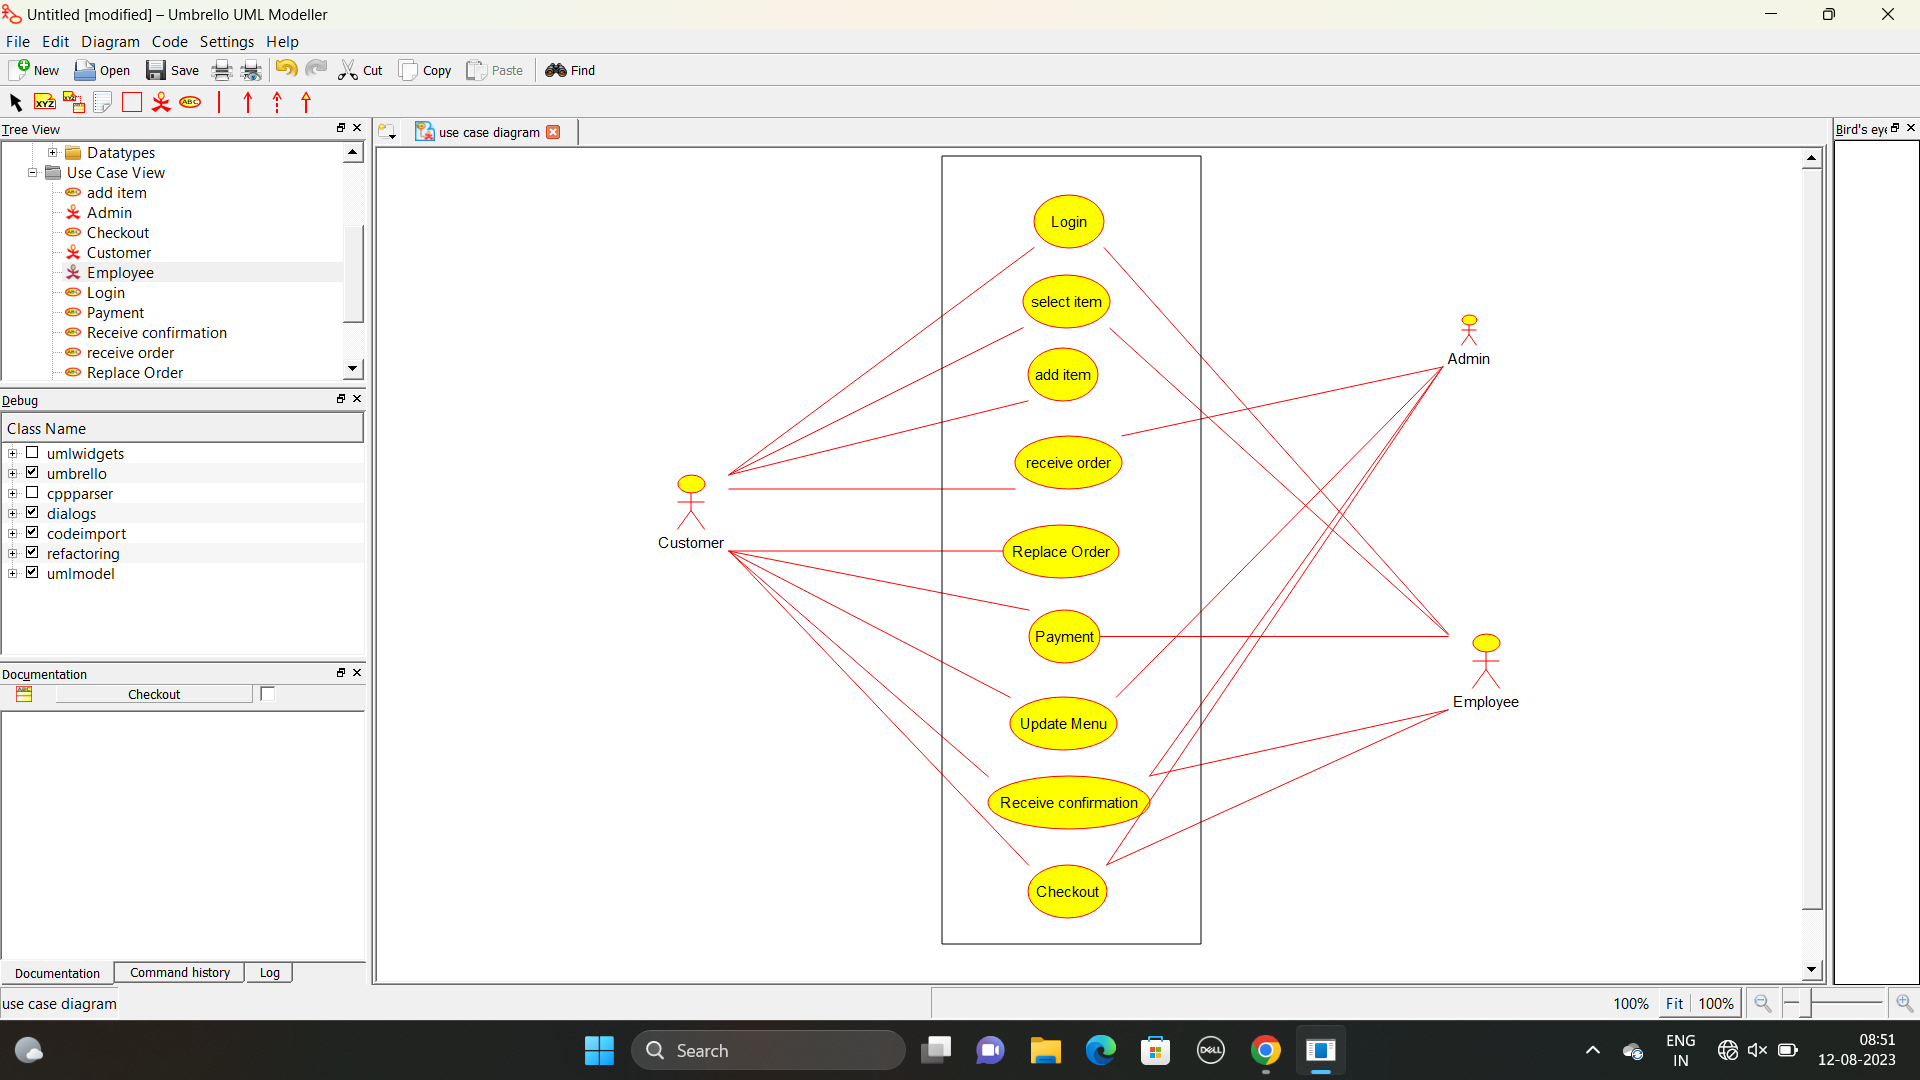 Untitled [modified] – Umbrello UML Modeller
File Edit Diagram Code Settings Help
New Open Save Cut Copy Paste Find
XYZ XYZ ABC
Tree View
Datatypes
Use Case View
add item
Admin
Checkout
Customer
Employee
Login
Payment
Receive confirmation
receive order
Replace Order
Debug
Class Name
umlwidgets
umbrello
cppparser
dialogs
codeimport
refactoring
umlmodel
Documentation
Checkout
Documentation Command history Log
use case diagram
use case diagram
Login
select item
add item
receive order
Replace Order
Payment
Update Menu
Receive confirmation
Checkout
Customer
Admin
Employee
Bird's eye
100% Fit 100%
Search
DELL
ENG
IN
08:51
12-08-2023